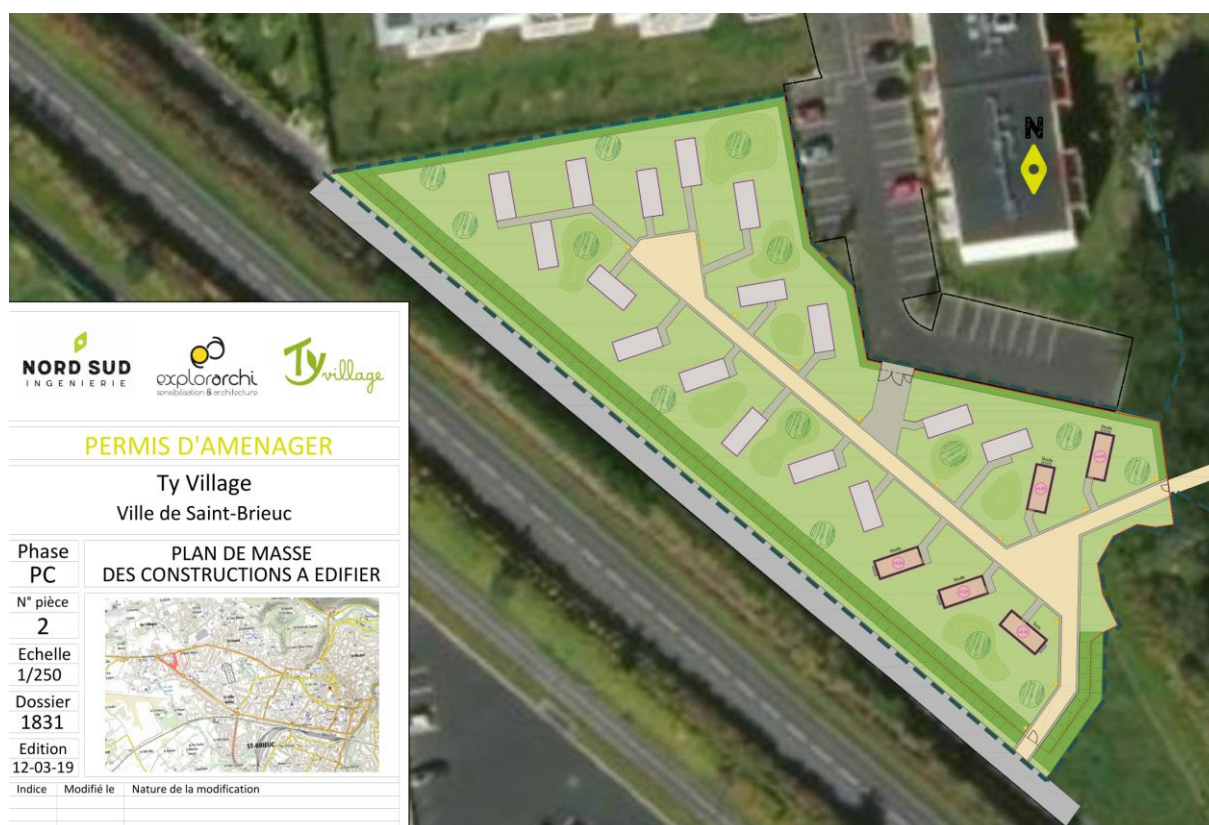 N
NORD SUD
INGENIERIE
explorarchi
sensibilisation & architecture
Ty village
PERMIS D'AMENAGER
Ty Village
Ville de Saint-Brieuc
Phase
PC
PLAN DE MASSE
DES CONSTRUCTIONS A EDIFIER
N° pièce
2
Echelle
1/250
Dossier
1831
Edition
12-03-19
ST-BRIEUC
Indice Modifié le Nature de la modification